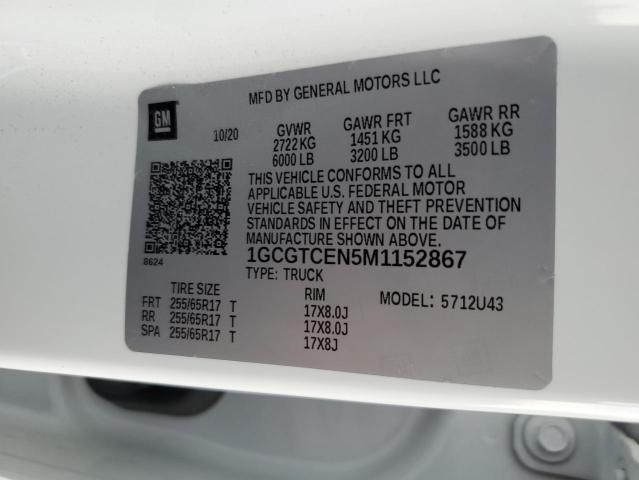 MFD BY GENERAL MOTORS LLC
GM
10/20
GVWR
2722 KG
6000 LB
GAWR FRT
1451 KG
3200 LB
GAWR RR
1588 KG
3500 LB
THIS VEHICLE CONFORMS TO ALL
APPLICABLE U.S. FEDERAL MOTOR
VEHICLE SAFETY AND THEFT PREVENTION
STANDARDS IN EFFECT ON THE DATE OF
MANUFACTURE SHOWN ABOVE.
8624
1GCGTCEN5M1152867
TYPE: TRUCK
TIRE SIZE
RIM
MODEL: 5712U43
FRT 255/65R17 T 17X8.0J
RR 255/65R17 T 17X8.0J
SPA 255/65R17 T 17X8J